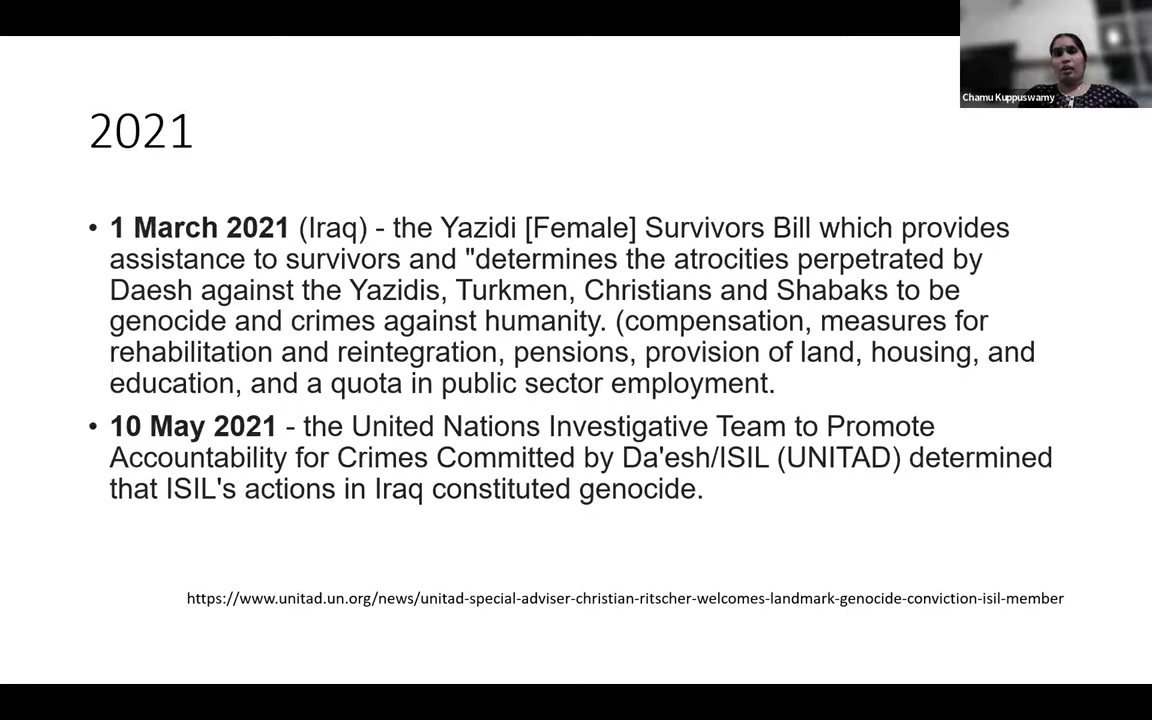 Chamu Kuppuswamy
2021
• 1 March 2021 (Iraq) - the Yazidi [Female] Survivors Bill which provides
assistance to survivors and "determines the atrocities perpetrated by
Daesh against the Yazidis, Turkmen, Christians and Shabaks to be
genocide and crimes against humanity. (compensation, measures for
rehabilitation and reintegration, pensions, provision of land, housing, and
education, and a quota in public sector employment.
• 10 May 2021 - the United Nations Investigative Team to Promote
Accountability for Crimes Committed by Da'esh/ISIL (UNITAD) determined
that ISIL's actions in Iraq constituted genocide.
https://www.unitad.un.org/news/unitad-special-adviser-christian-ritscher-welcomes-landmark-genocide-conviction-isil-member